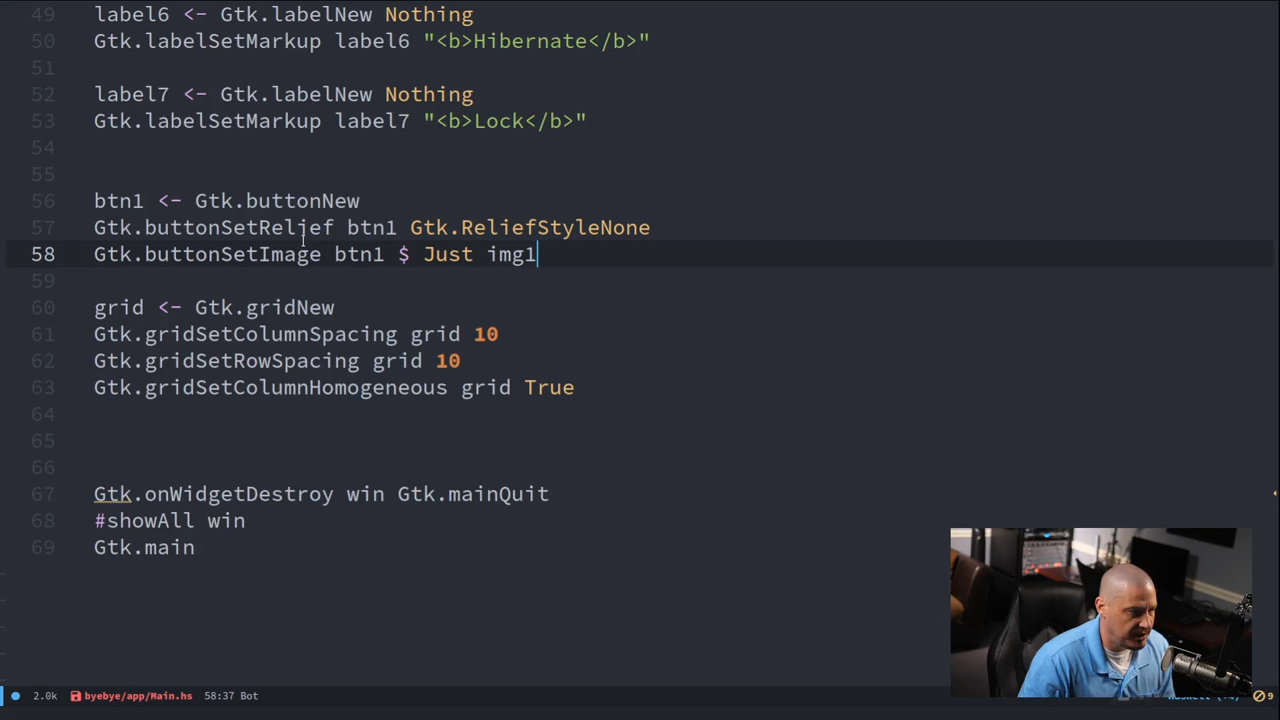 49 label6 <- Gtk.labelNew Nothing
50 Gtk.labelSetMarkup label6 "<b>Hibernate</b>"
51
52 label7 <- Gtk.labelNew Nothing
53 Gtk.labelSetMarkup label7 "<b>Lock</b>"
54
55
56 btn1 <- Gtk.buttonNew
57 Gtk.buttonSetRelief btn1 Gtk.ReliefStyleNone
58 Gtk.buttonSetImage btn1 $ Just img1
59
60 grid <- Gtk.gridNew
61 Gtk.gridSetColumnSpacing grid 10
62 Gtk.gridSetRowSpacing grid 10
63 Gtk.gridSetColumnHomogeneous grid True
64
65
66
67 Gtk.onWidgetDestroy win Gtk.mainQuit
68 #showAll win
69 Gtk.main
2.0k byebye/app/Main.hs 58:37 Bot 9